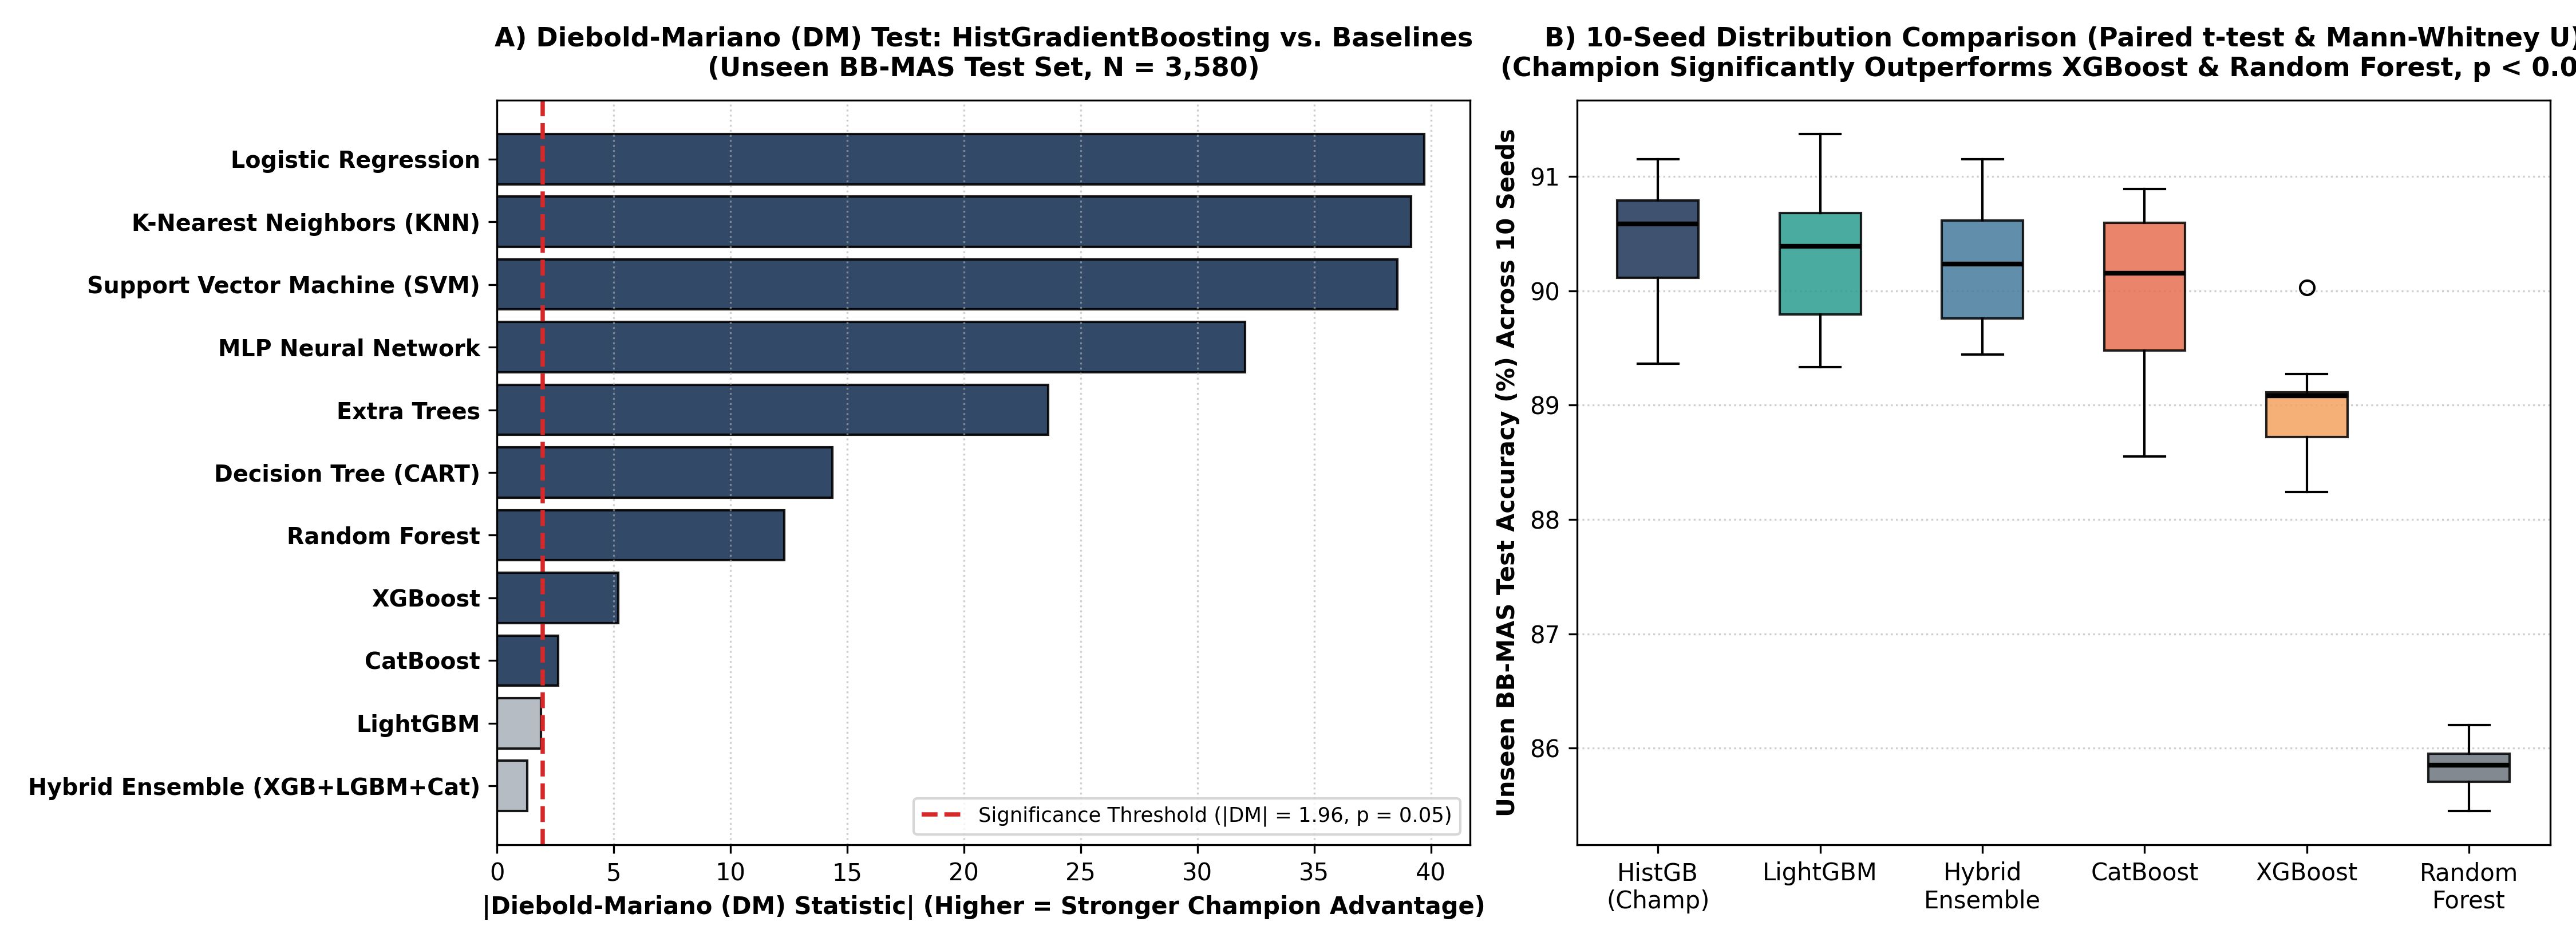 A) Diebold-Mariano (DM) Test: HistGradientBoosting vs. Baselines
(Unseen BB-MAS Test Set, N = 3,580)
Logistic Regression
K-Nearest Neighbors (KNN)
Support Vector Machine (SVM)
MLP Neural Network
Extra Trees
Decision Tree (CART)
Random Forest
XGBoost
CatBoost
LightGBM
Hybrid Ensemble (XGB+LGBM+Cat)
Significance Threshold (|DM| = 1.96, p = 0.05)
0 5 10 15 20 25 30 35 40
|Diebold-Mariano (DM) Statistic| (Higher = Stronger Champion Advantage)
B) 10-Seed Distribution Comparison (Paired t-test & Mann-Whitney U)
(Champion Significantly Outperforms XGBoost & Random Forest, p < 0.0
Unseen BB-MAS Test Accuracy (%) Across 10 Seeds
91
90
89
88
87
86
HistGB
(Champ)
LightGBM
Hybrid
Ensemble
CatBoost
XGBoost
Random
Forest